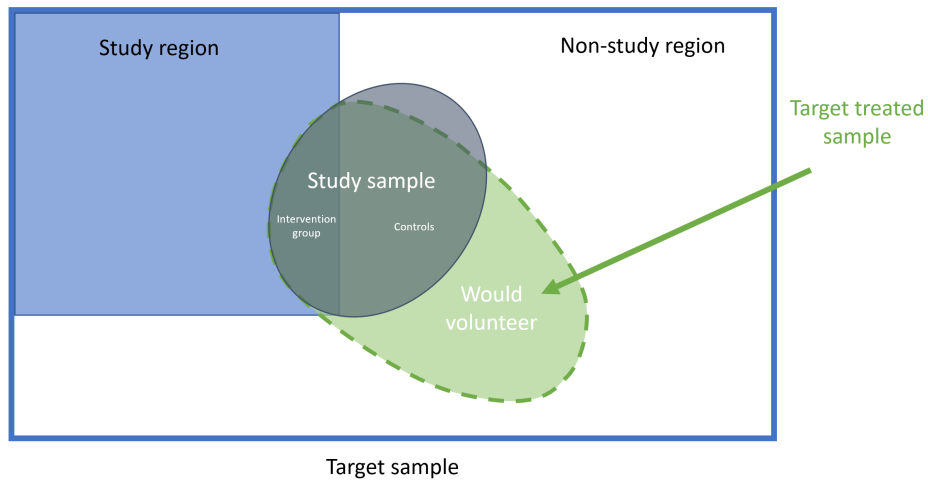 Study region
Non-study region
Target treated
sample
Study sample
Intervention
group
Controls
Would
volunteer
Target sample